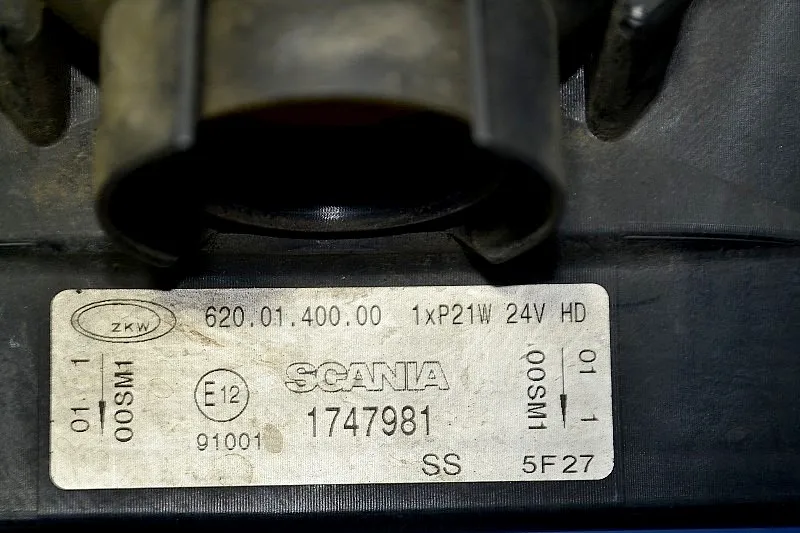 ZKW 620.01.400.00 1xP21W 24V HD
01 1
00SM1
E12
91001
SCANIA
1747981
SS 5F27
00SM1
01 1